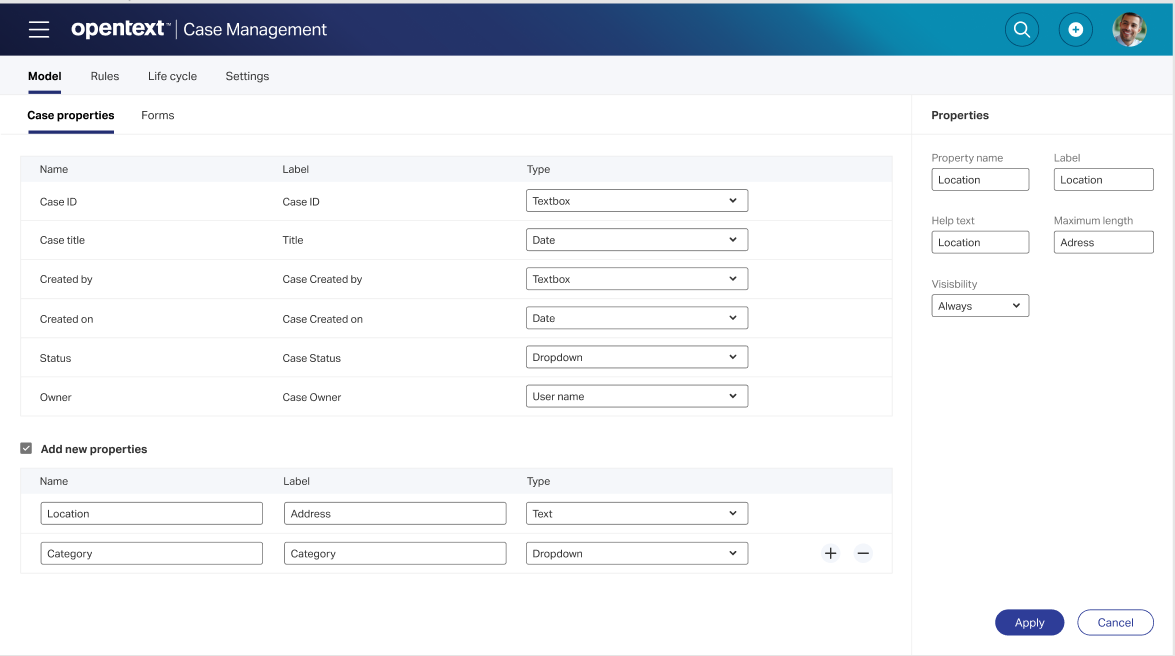 opentext™ | Case Management
Model Rules Life cycle Settings
Case properties Forms
Name Label Type
Case ID Case ID Textbox
Case title Title Date
Created by Case Created by Textbox
Created on Case Created on Date
Status Case Status Dropdown
Owner Case Owner User name
Add new properties
Name Label Type
Location Address Text
Category Category Dropdown
Properties
Property name Label
Location Location
Help text Maximum length
Location Adress
Visisbility
Always
Apply Cancel